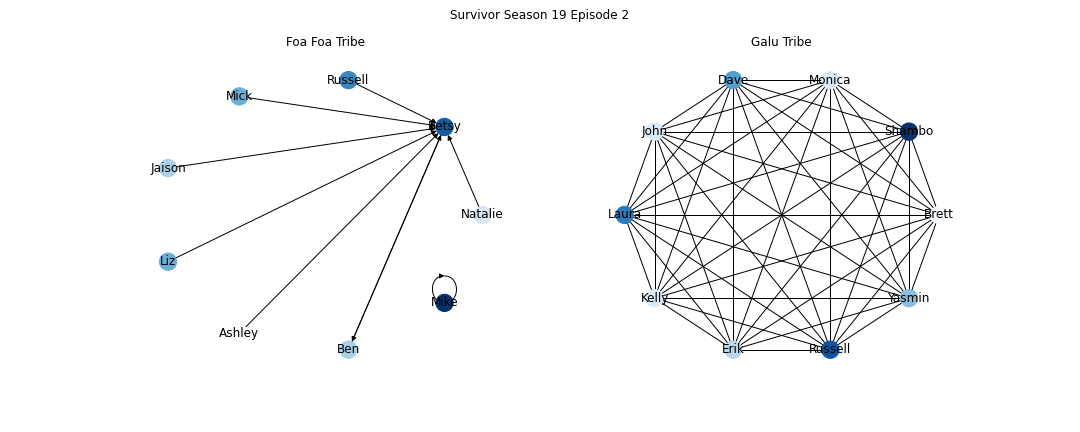 Survivor Season 19 Episode 2
Foa Foa Tribe
Russell
Mick
Betsy
Jaison
Natalie
Liz
Mike
Ashley
Ben
Galu Tribe
Dave
Monica
John
Shambo
Laura
Brett
Kelly
Yasmin
Erik
Russell